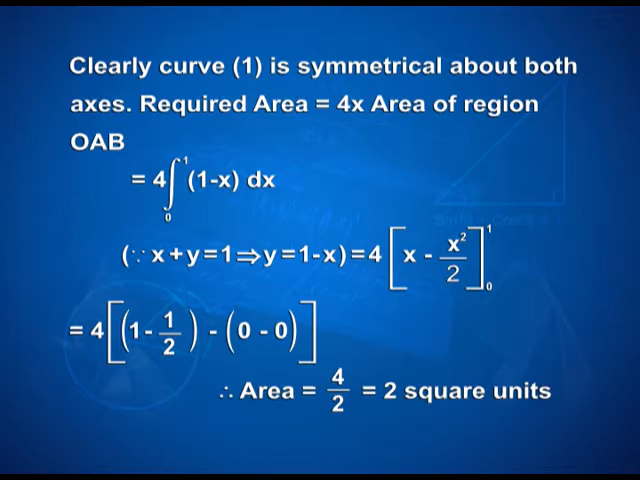 Clearly curve (1) is symmetrical about both
axes. Required Area = 4x Area of region
OAB
= 4∫₀¹ (1-x) dx
(∵ x+y=1⇒y=1-x) = 4 [x - x²/2]₀¹
= 4[(1 - 1/2) - (0 - 0)]
∴ Area = 4/2 = 2 square units